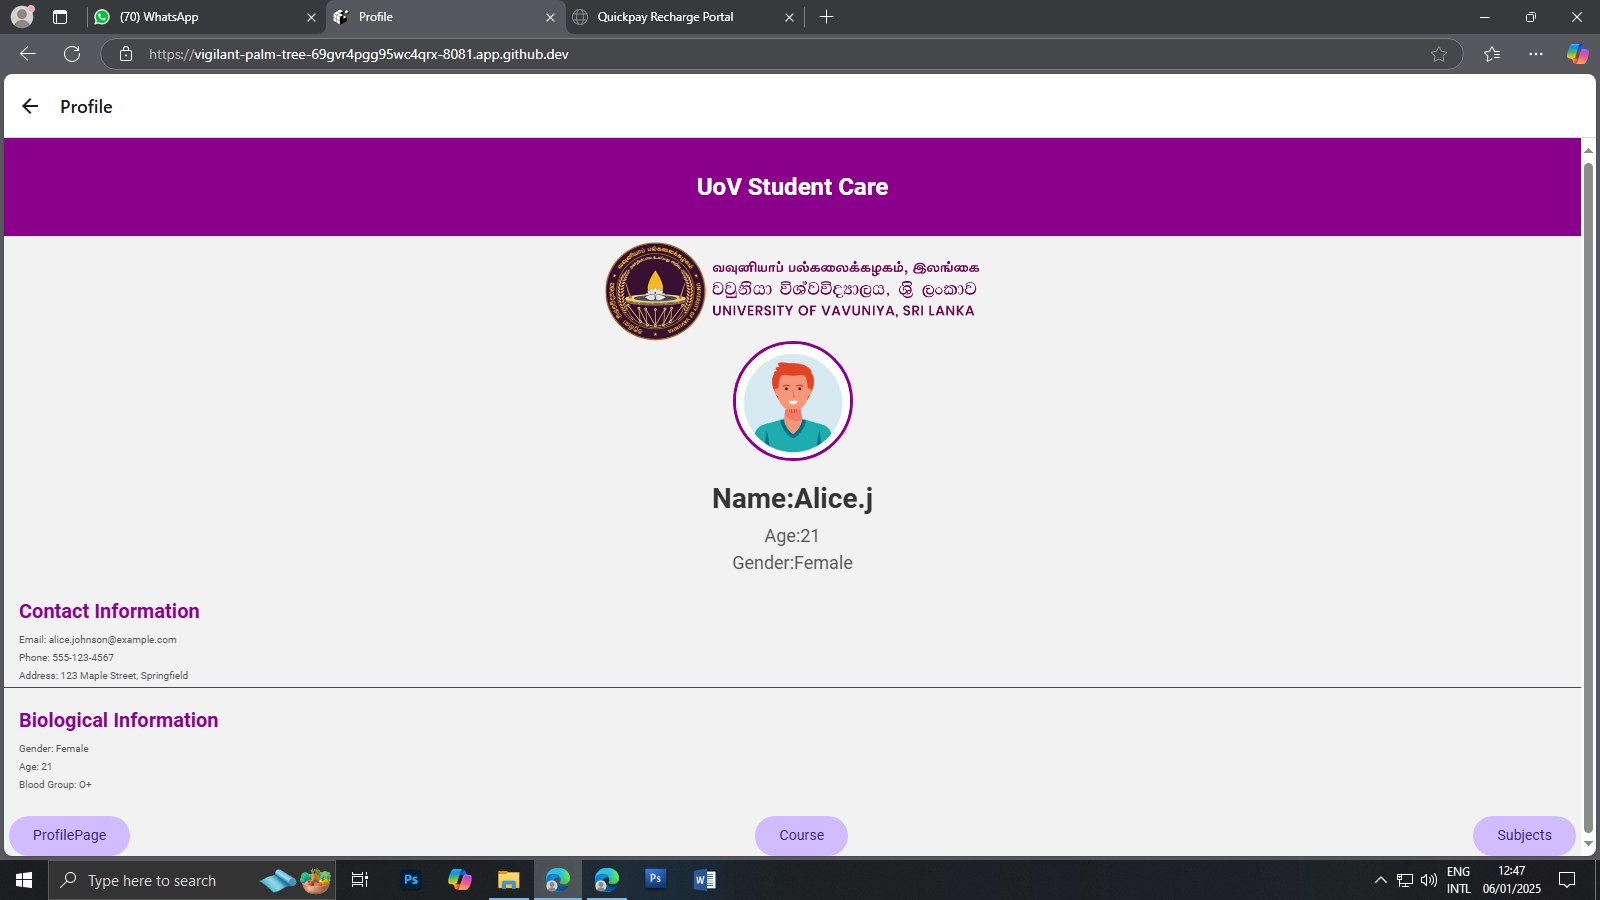 (70) WhatsApp
Profile
Quickpay Recharge Portal
https://vigilant-palm-tree-69gvr4pgg95wc4qrx-8081.app.github.dev
Profile
UoV Student Care
வவுனியாப் பல்கலைக்கழகம், இலங்கை
වවුනියා විශ්වවිද්‍යාලය, ශ්‍රී ලංකාව
UNIVERSITY OF VAVUNIYA, SRI LANKA
Name:Alice.j
Age:21
Gender:Female
Contact Information
Email: alice.johnson@example.com
Phone: 555-123-4567
Address: 123 Maple Street, Springfield
Biological Information
Gender: Female
Age: 21
Blood Group: O+
ProfilePage
Course
Subjects
Type here to search
Ps
Ps
W
ENG
INTL
12:47
06/01/2025